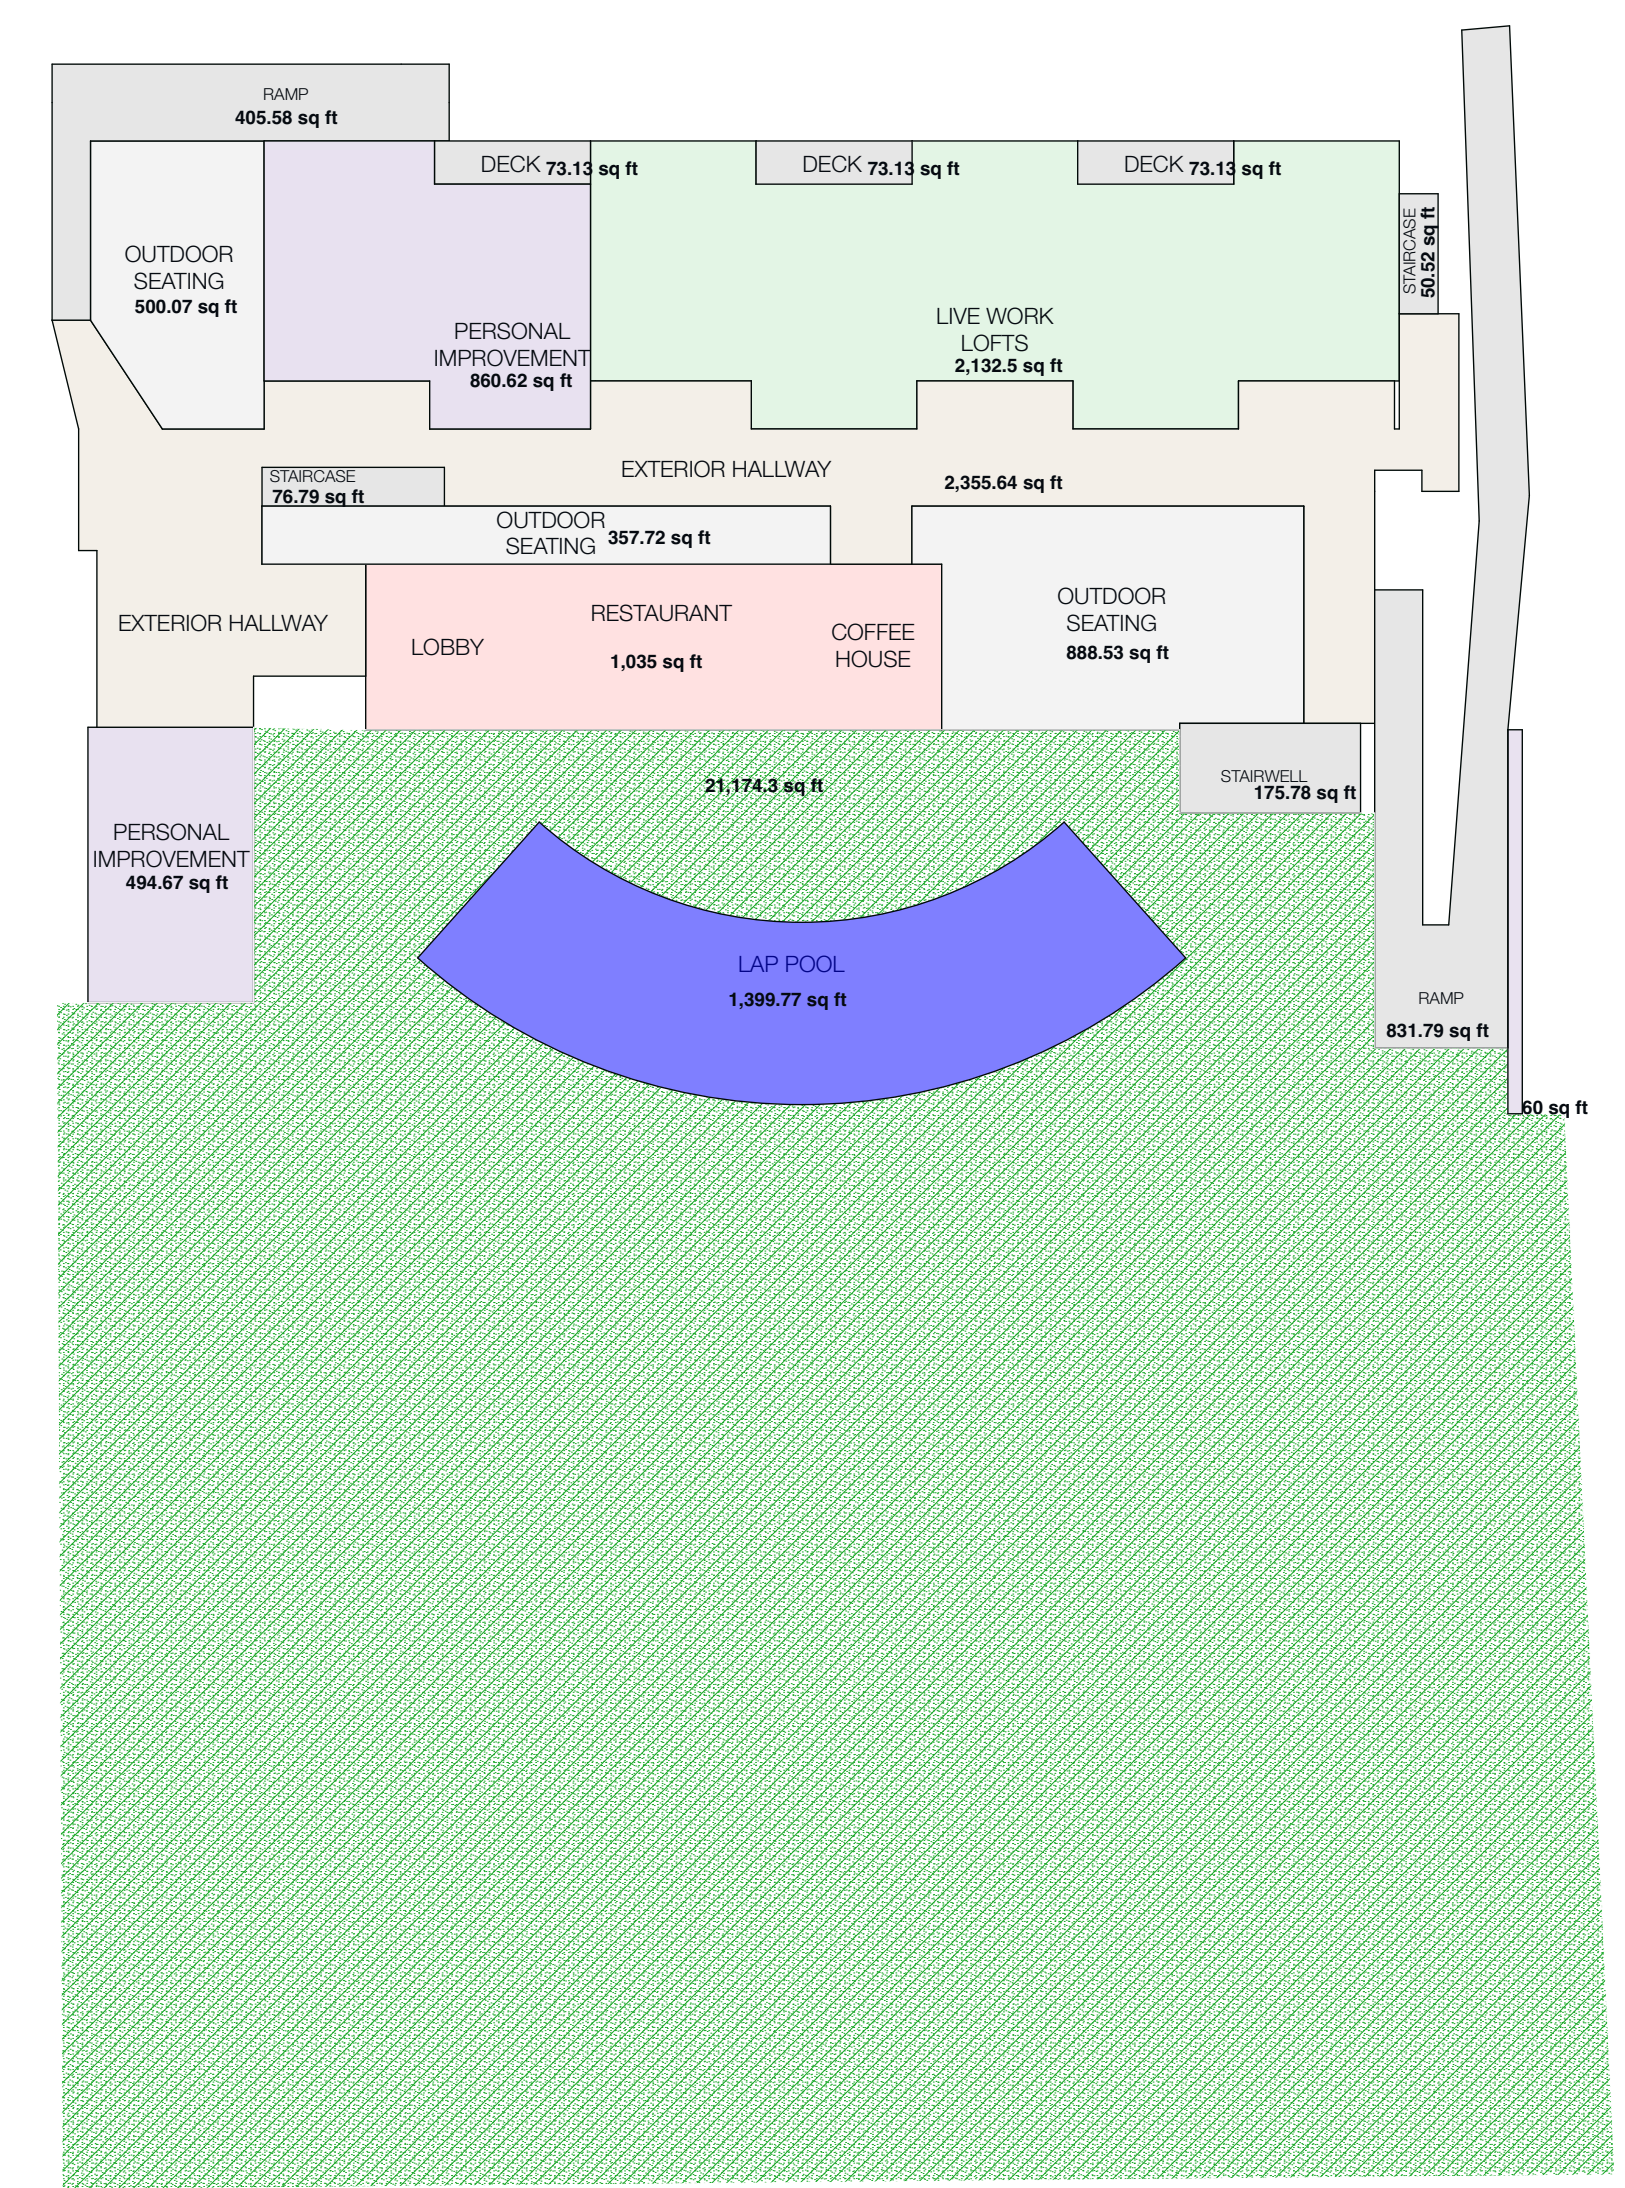 RAMP
405.58 sq ft
DECK 73.13 sq ft
DECK 73.13 sq ft
DECK 73.13 sq ft
STAIRCASE
50.52 sq ft
OUTDOOR
SEATING
500.07 sq ft
PERSONAL
IMPROVEMENT
860.62 sq ft
LIVE WORK
LOFTS
2,132.5 sq ft
EXTERIOR HALLWAY
2,355.64 sq ft
STAIRCASE
76.79 sq ft
OUTDOOR
SEATING
357.72 sq ft
EXTERIOR HALLWAY
LOBBY
RESTAURANT
1,035 sq ft
COFFEE
HOUSE
OUTDOOR
SEATING
888.53 sq ft
21,174.3 sq ft
STAIRWELL
175.78 sq ft
PERSONAL
IMPROVEMENT
494.67 sq ft
LAP POOL
1,399.77 sq ft
RAMP
831.79 sq ft
60 sq ft